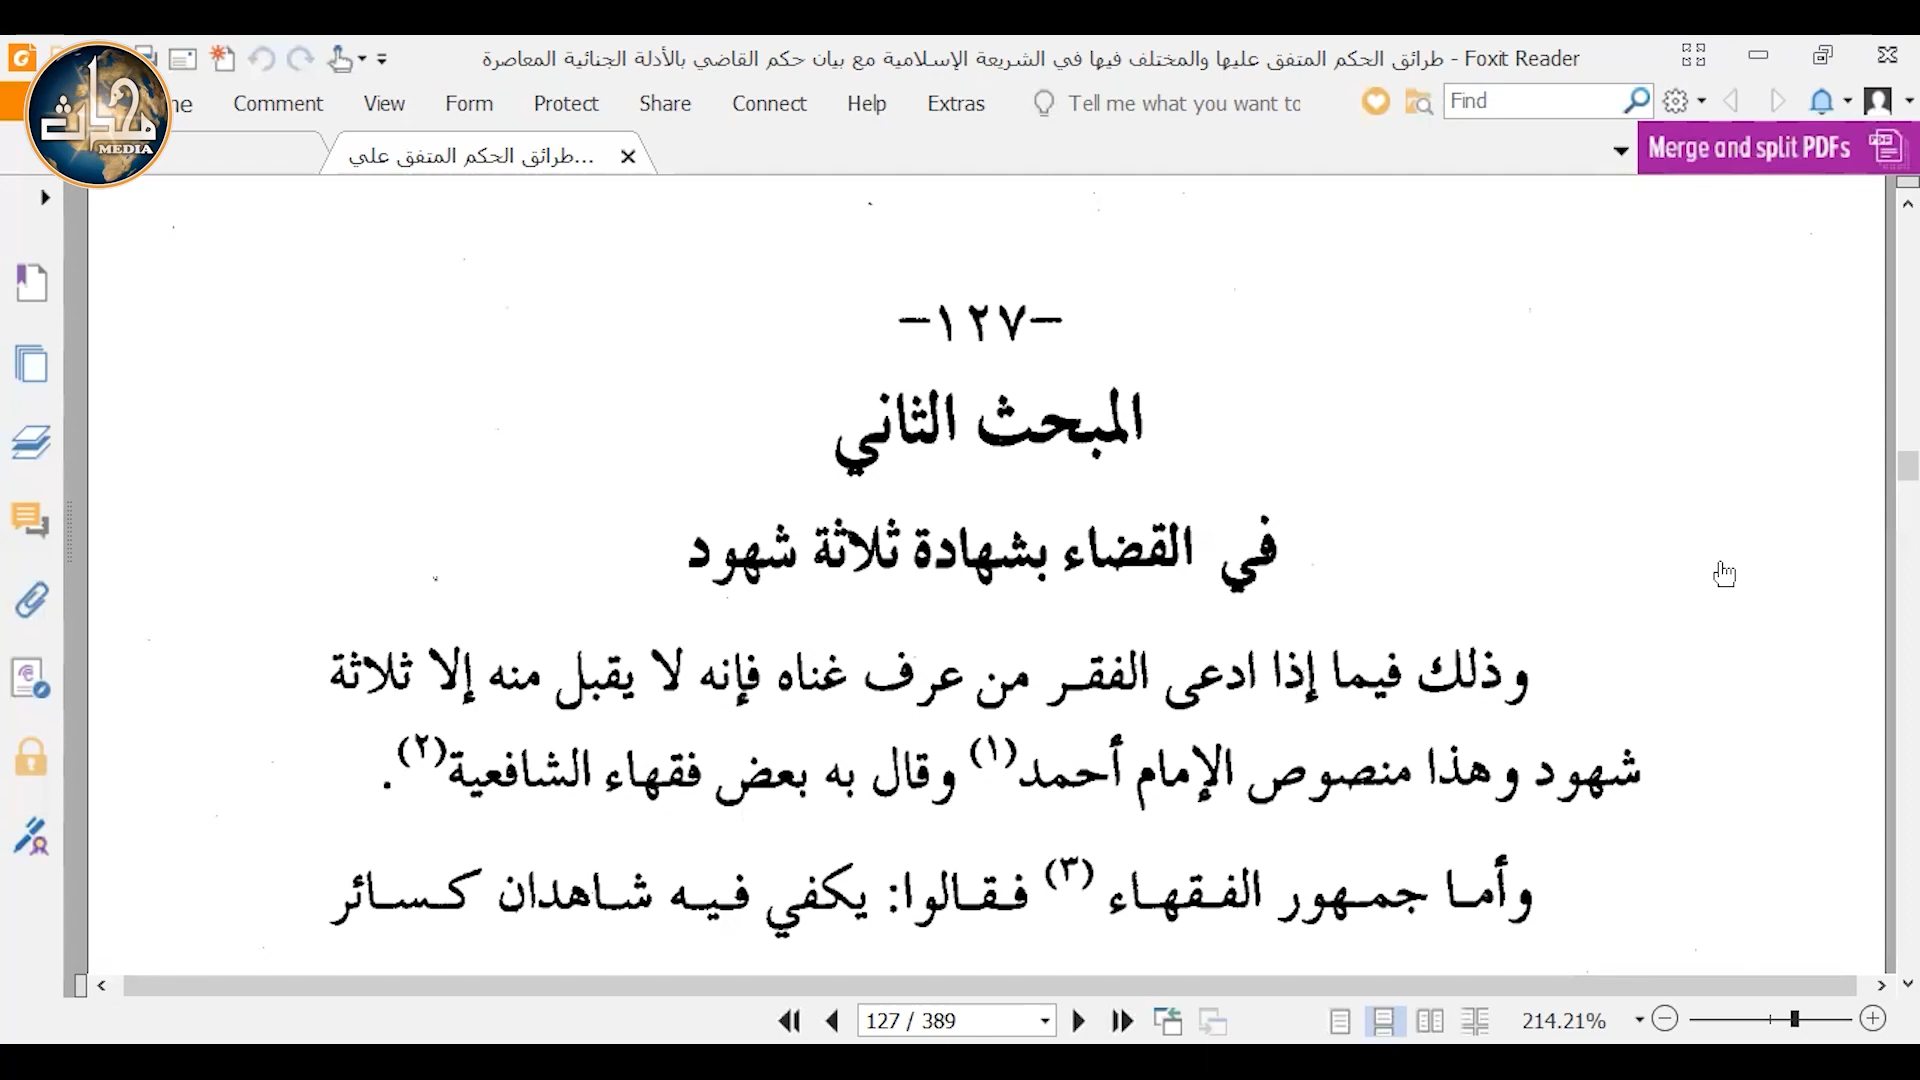 طرائق الحكم المتفق عليها والمختلف فيها في الشريعة الإسلامية مع بيان حكم القاضي بالأدلة الجنائية المعاصرة - Foxit Reader
Comment View Form Protect Share Connect Help Extras Tell me what you want to Find
MEDIA
طرائق الحكم المتفق علي...
Merge and split PDFs
-١٢٧-
المبحث الثاني
في القضاء بشهادة ثلاثة شهود
وذلك فيما إذا ادعى الفقر من عرف غناه فإنه لا يقبل منه إلا ثلاثة
شهود وهذا منصوص الإمام أحمد(١) وقال به بعض فقهاء الشافعية(٢).
وأما جمهور الفقهاء (٣) فقالوا: يكفي فيه شاهدان كسائر
127 / 389
214.21%